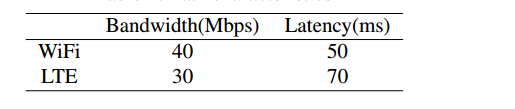 Bandwidth(Mbps) Latency(ms)
WiFi 40 50
LTE 30 70